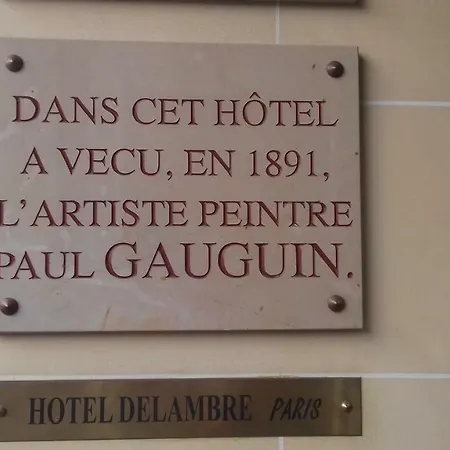 DANS CET HÔTEL
A VECU, EN 1891,
L'ARTISTE PEINTRE
PAUL GAUGUIN.
HOTEL DELAMBRE PARIS